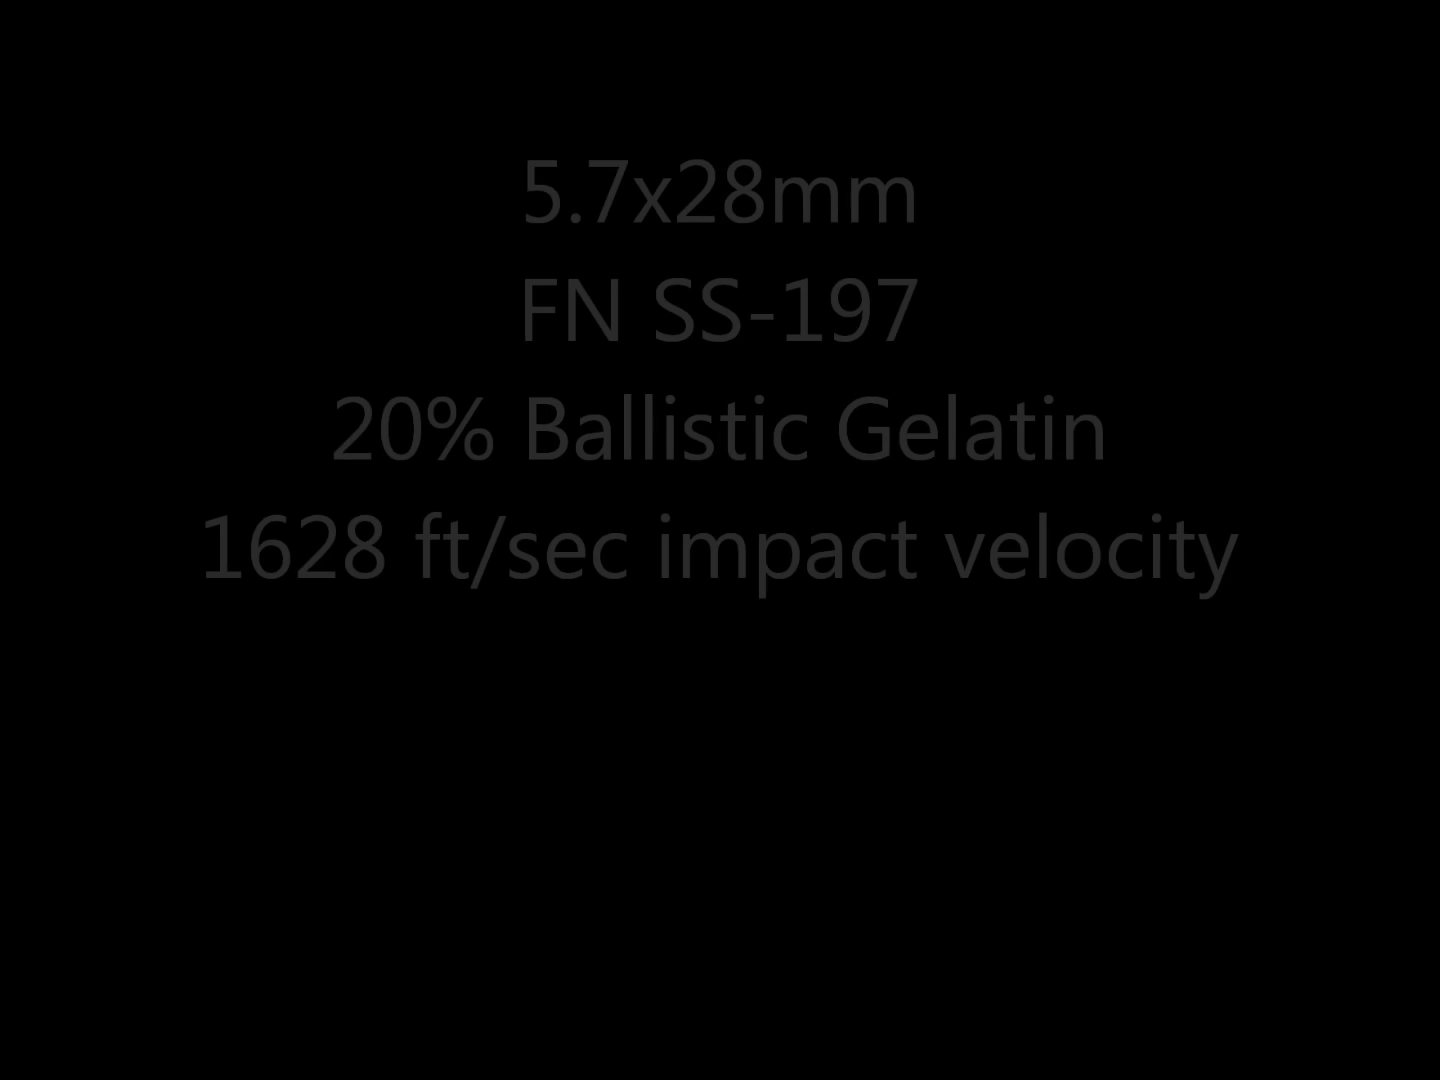 5.7x28mm
FN SS-197
20% Ballistic Gelatin
1628 ft/sec impact velocity